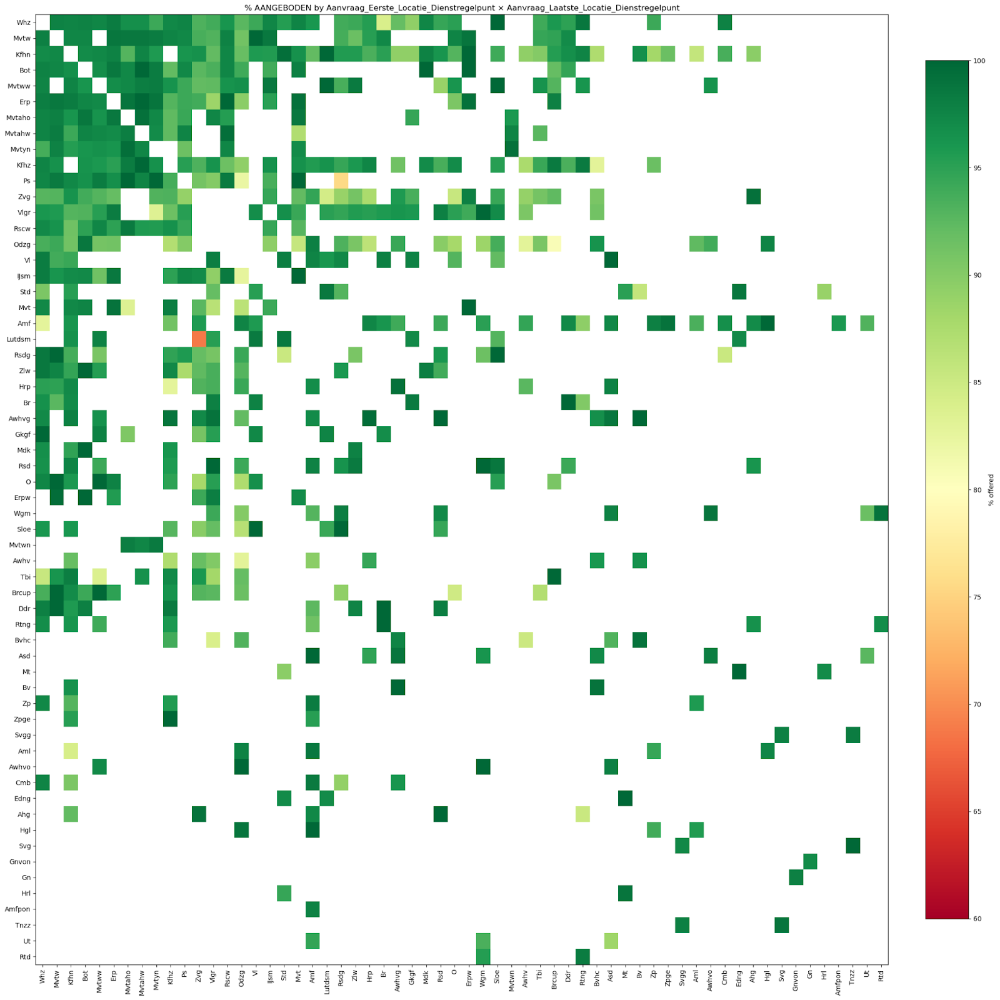 % AANGEBODEN by Aanvraag_Eerste_Locatie_Dienstregelpunt × Aanvraag_Laatste_Locatie_Dienstregelpunt
Whz
Mvtw
Kfhn
Bot
Mvtww
Erp
Mvtaho
Mvtahw
Mvtyn
Kfhz
Ps
Zvg
Vlgr
Rscw
Odzg
Vl
IJsm
Std
Mvt
Amf
Lutdsm
Rsdg
Zlw
Hrp
Br
Awhvg
Gkgf
Mdk
Rsd
O
Erpw
Wgm
Sloe
Mvtwn
Awhv
Tbi
Brcup
Ddr
Rtng
Bvhc
Asd
Mt
Bv
Zp
Zpge
Svgg
Aml
Awhvo
Cmb
Edng
Ahg
Hgl
Svg
Gnvon
Gn
Hrl
Amfpon
Tnzz
Ut
Rtd
Whz Mvtw Kfhn Bot Mvtww Erp Mvtaho Mvtahw Mvtyn Kfhz Ps Zvg Vlgr Rscw Odzg Vl IJsm Std Mvt Amf Lutdsm Rsdg Zlw Hrp Br Awhvg Gkgf Mdk Rsd O Erpw Wgm Sloe Mvtwn Awhv Tbi Brcup Ddr Rtng Bvhc Asd Mt Bv Zp Zpge Svgg Aml Awhvo Cmb Edng Ahg Hgl Svg Gnvon Gn Hrl Amfpon Tnzz Ut Rtd
100
95
90
85
80
75
70
65
60
% offered